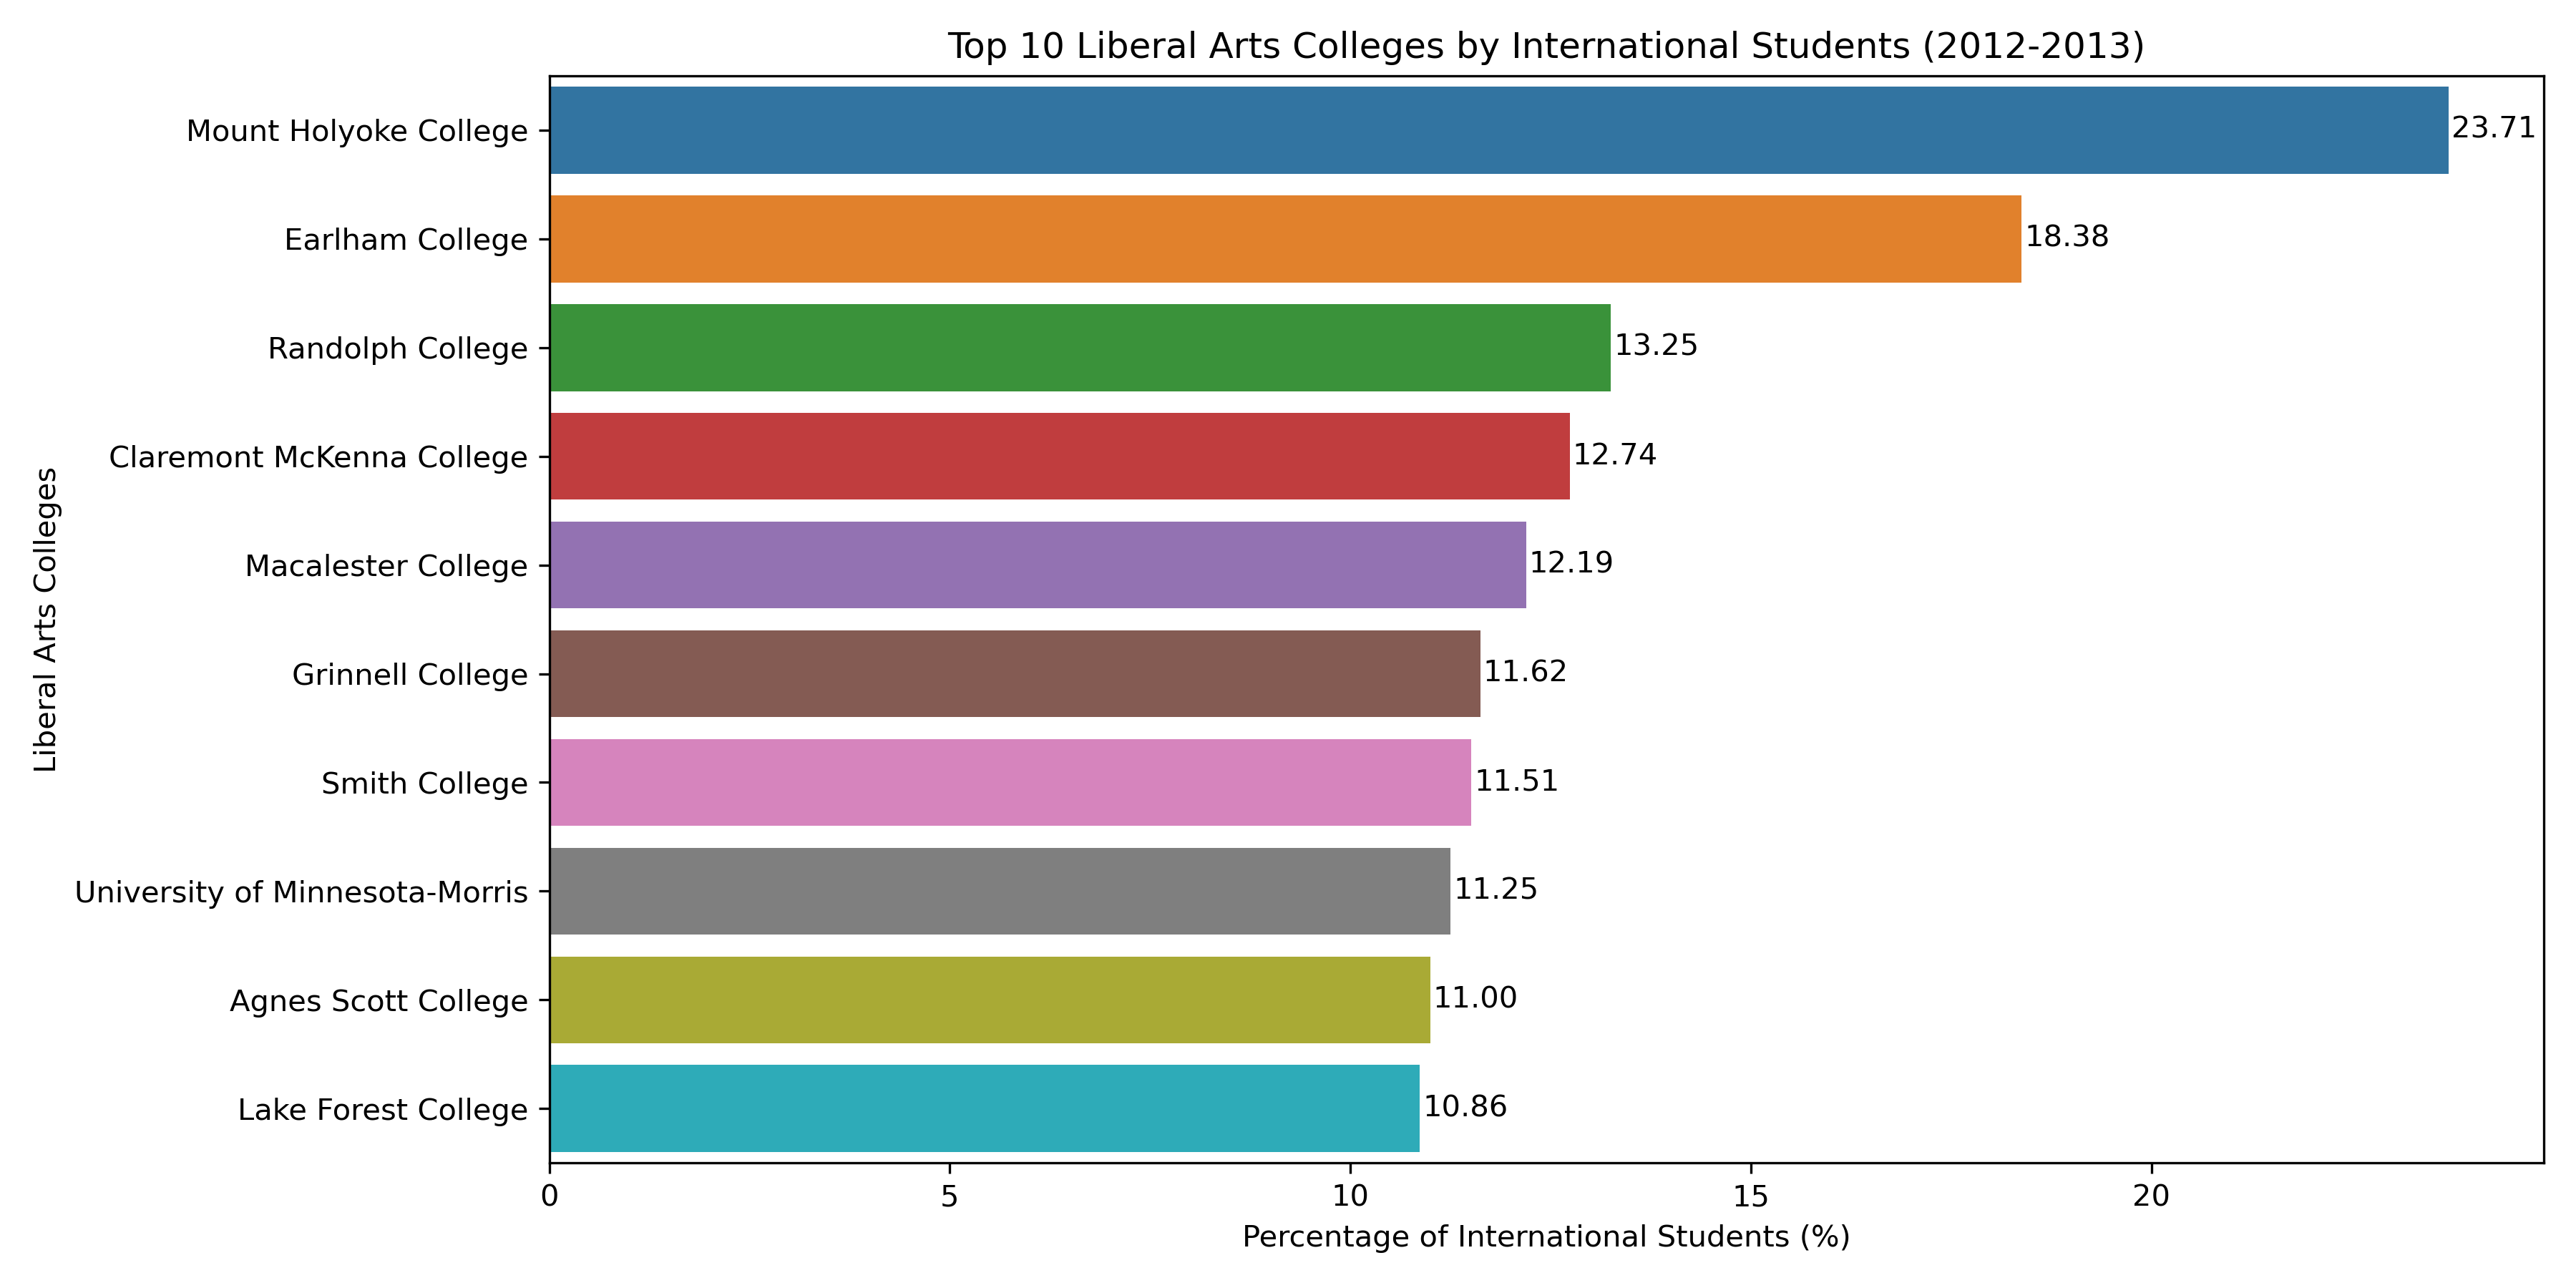 Top 10 Liberal Arts Colleges by International Students (2012-2013)
Liberal Arts Colleges
Mount Holyoke College 23.71
Earlham College 18.38
Randolph College 13.25
Claremont McKenna College 12.74
Macalester College 12.19
Grinnell College 11.62
Smith College 11.51
University of Minnesota-Morris 11.25
Agnes Scott College 11.00
Lake Forest College 10.86
0 5 10 15 20
Percentage of International Students (%)